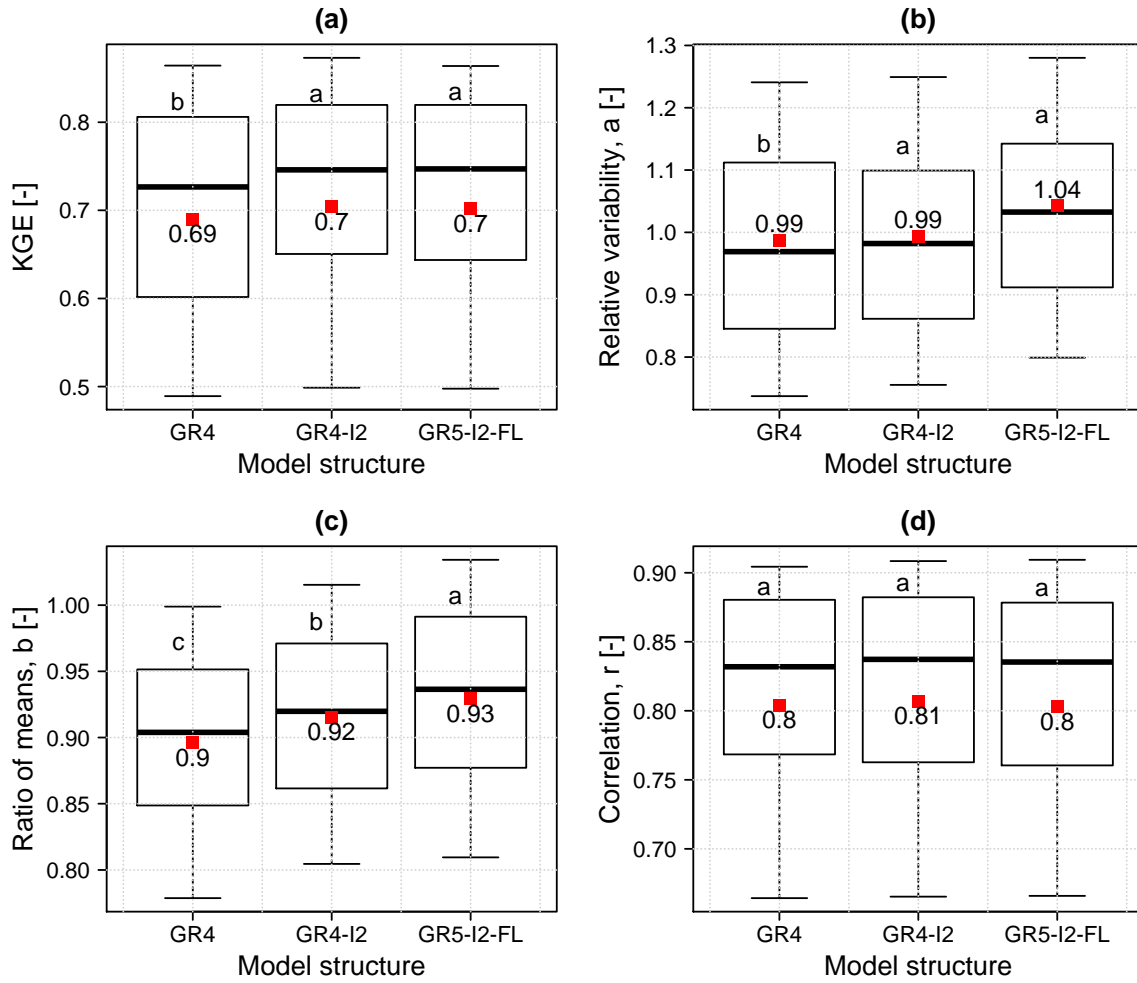 (a)
KGE [-]
0.8
0.7
0.6
0.5
b
a
a
0.69
0.7
0.7
GR4
GR4-I2
GR5-I2-FL
Model structure
(b)
Relative variability, a [-]
1.3
1.2
1.1
1.0
0.9
0.8
b
a
a
0.99
0.99
1.04
GR4
GR4-I2
GR5-I2-FL
Model structure
(c)
Ratio of means, b [-]
1.00
0.95
0.90
0.85
0.80
c
b
a
0.9
0.92
0.93
GR4
GR4-I2
GR5-I2-FL
Model structure
(d)
Correlation, r [-]
0.90
0.85
0.80
0.75
0.70
a
a
a
0.8
0.81
0.8
GR4
GR4-I2
GR5-I2-FL
Model structure